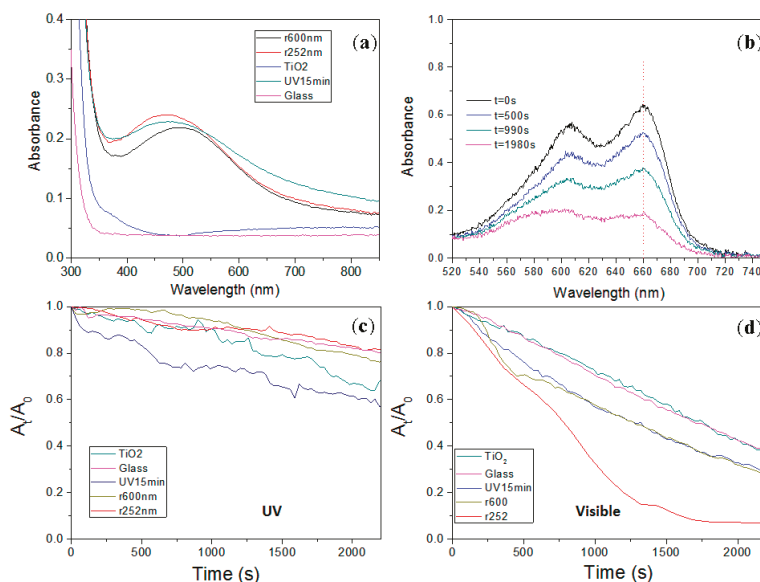 (a)
r600nm
r252nm
TiO2
UV15min
Glass
Absorbance
0.4
0.3
0.2
0.1
0.0
300 400 500 600 700 800
Wavelength (nm)
(b)
t=0s
t=500s
t=990s
t=1980s
Absorbance
1.0
0.8
0.6
0.4
0.2
0.0
520 540 560 580 600 620 640 660 680 700 720 740
Wavelength (nm)
(c)
A_t/A_0
1.0
0.8
0.6
0.4
0.2
0.0
TiO2
Glass
UV15min
r600nm
r252nm
UV
0 500 1000 1500 2000
Time (s)
(d)
A_t/A_0
1.0
0.8
0.6
0.4
0.2
0.0
TiO₂
Glass
UV15min
r600
r252
Visible
0 500 1000 1500 2000
Time (s)